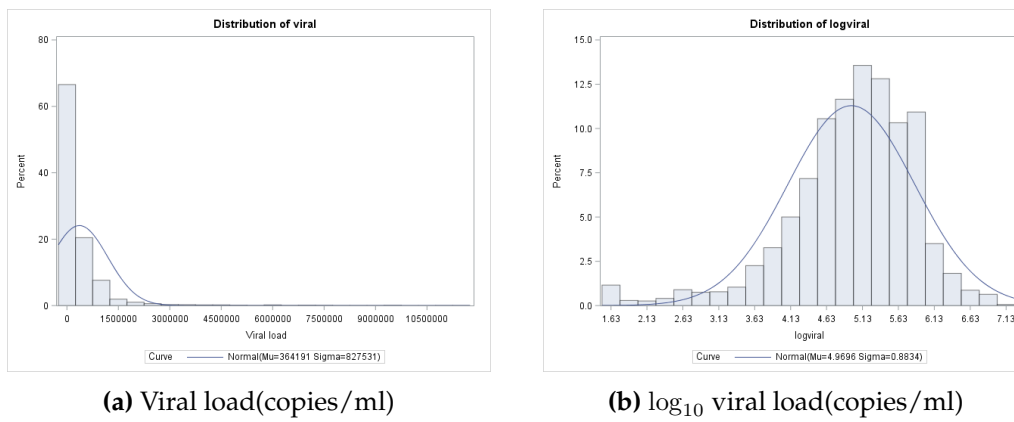 Distribution of viral
80
60
40
20
0
Percent
0 1500000 3000000 4500000 6000000 7500000 9000000 10500000
Viral load
Curve Normal(Mu=364191 Sigma=827531)
(a) Viral load(copies/ml)
Distribution of logviral
15.0
12.5
10.0
7.5
5.0
2.5
0.0
Percent
1.63 2.13 2.63 3.13 3.63 4.13 4.63 5.13 5.63 6.13 6.63 7.13
logviral
Curve Normal(Mu=4.9696 Sigma=0.8834)
(b) log₁₀ viral load(copies/ml)